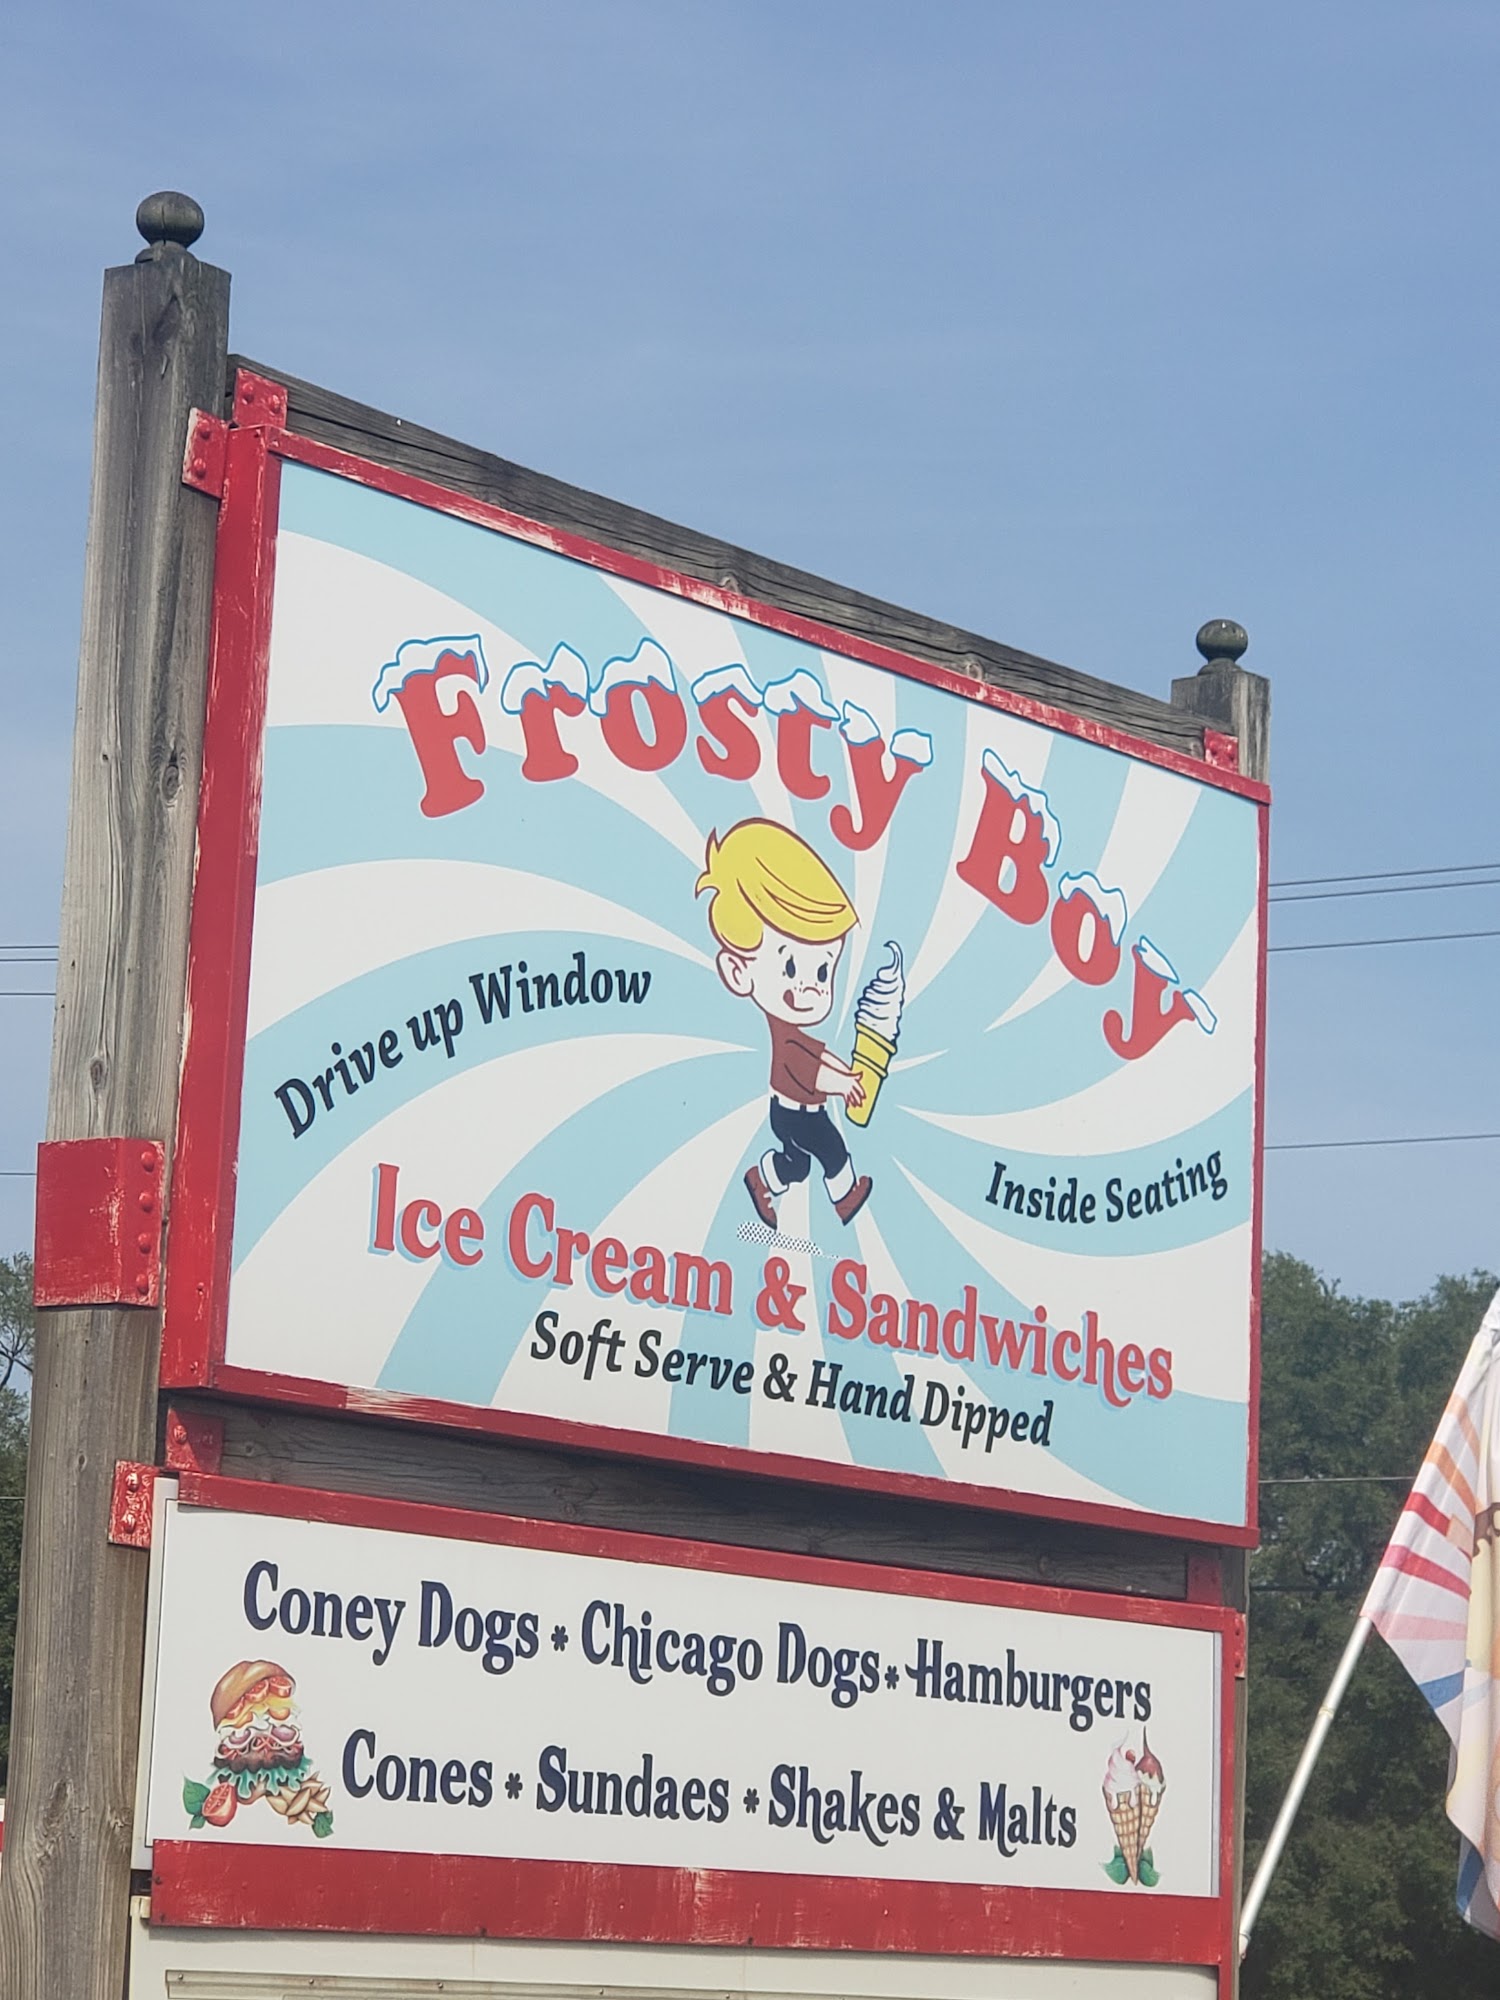 Frosty Boy
Drive up Window
Inside Seating
Ice Cream & Sandwiches
Soft Serve & Hand Dipped
Coney Dogs * Chicago Dogs * Hamburgers
Cones * Sundaes * Shakes & Malts